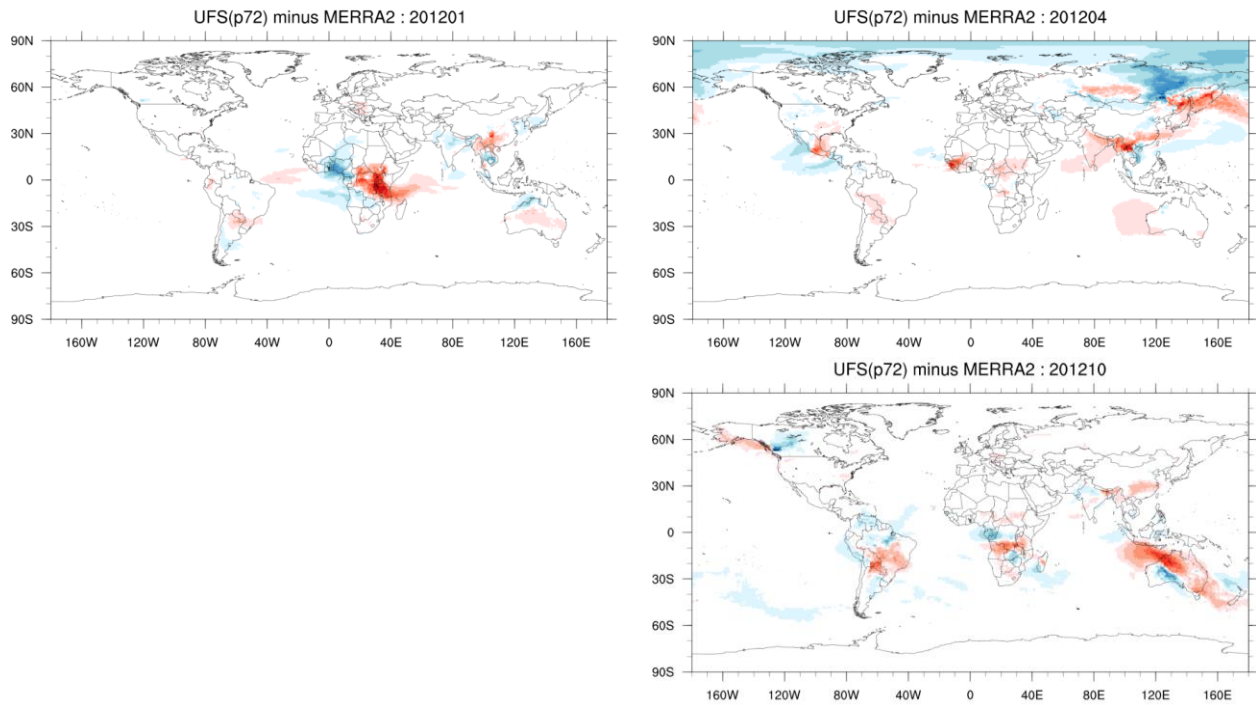 UFS(p72) minus MERRA2 : 201201
90N
60N
30N
0
30S
60S
90S
160W 120W 80W 40W 0 40E 80E 120E 160E
UFS(p72) minus MERRA2 : 201204
90N
60N
30N
0
30S
60S
90S
160W 120W 80W 40W 0 40E 80E 120E 160E
UFS(p72) minus MERRA2 : 201210
90N
60N
30N
0
30S
60S
90S
160W 120W 80W 40W 0 40E 80E 120E 160E